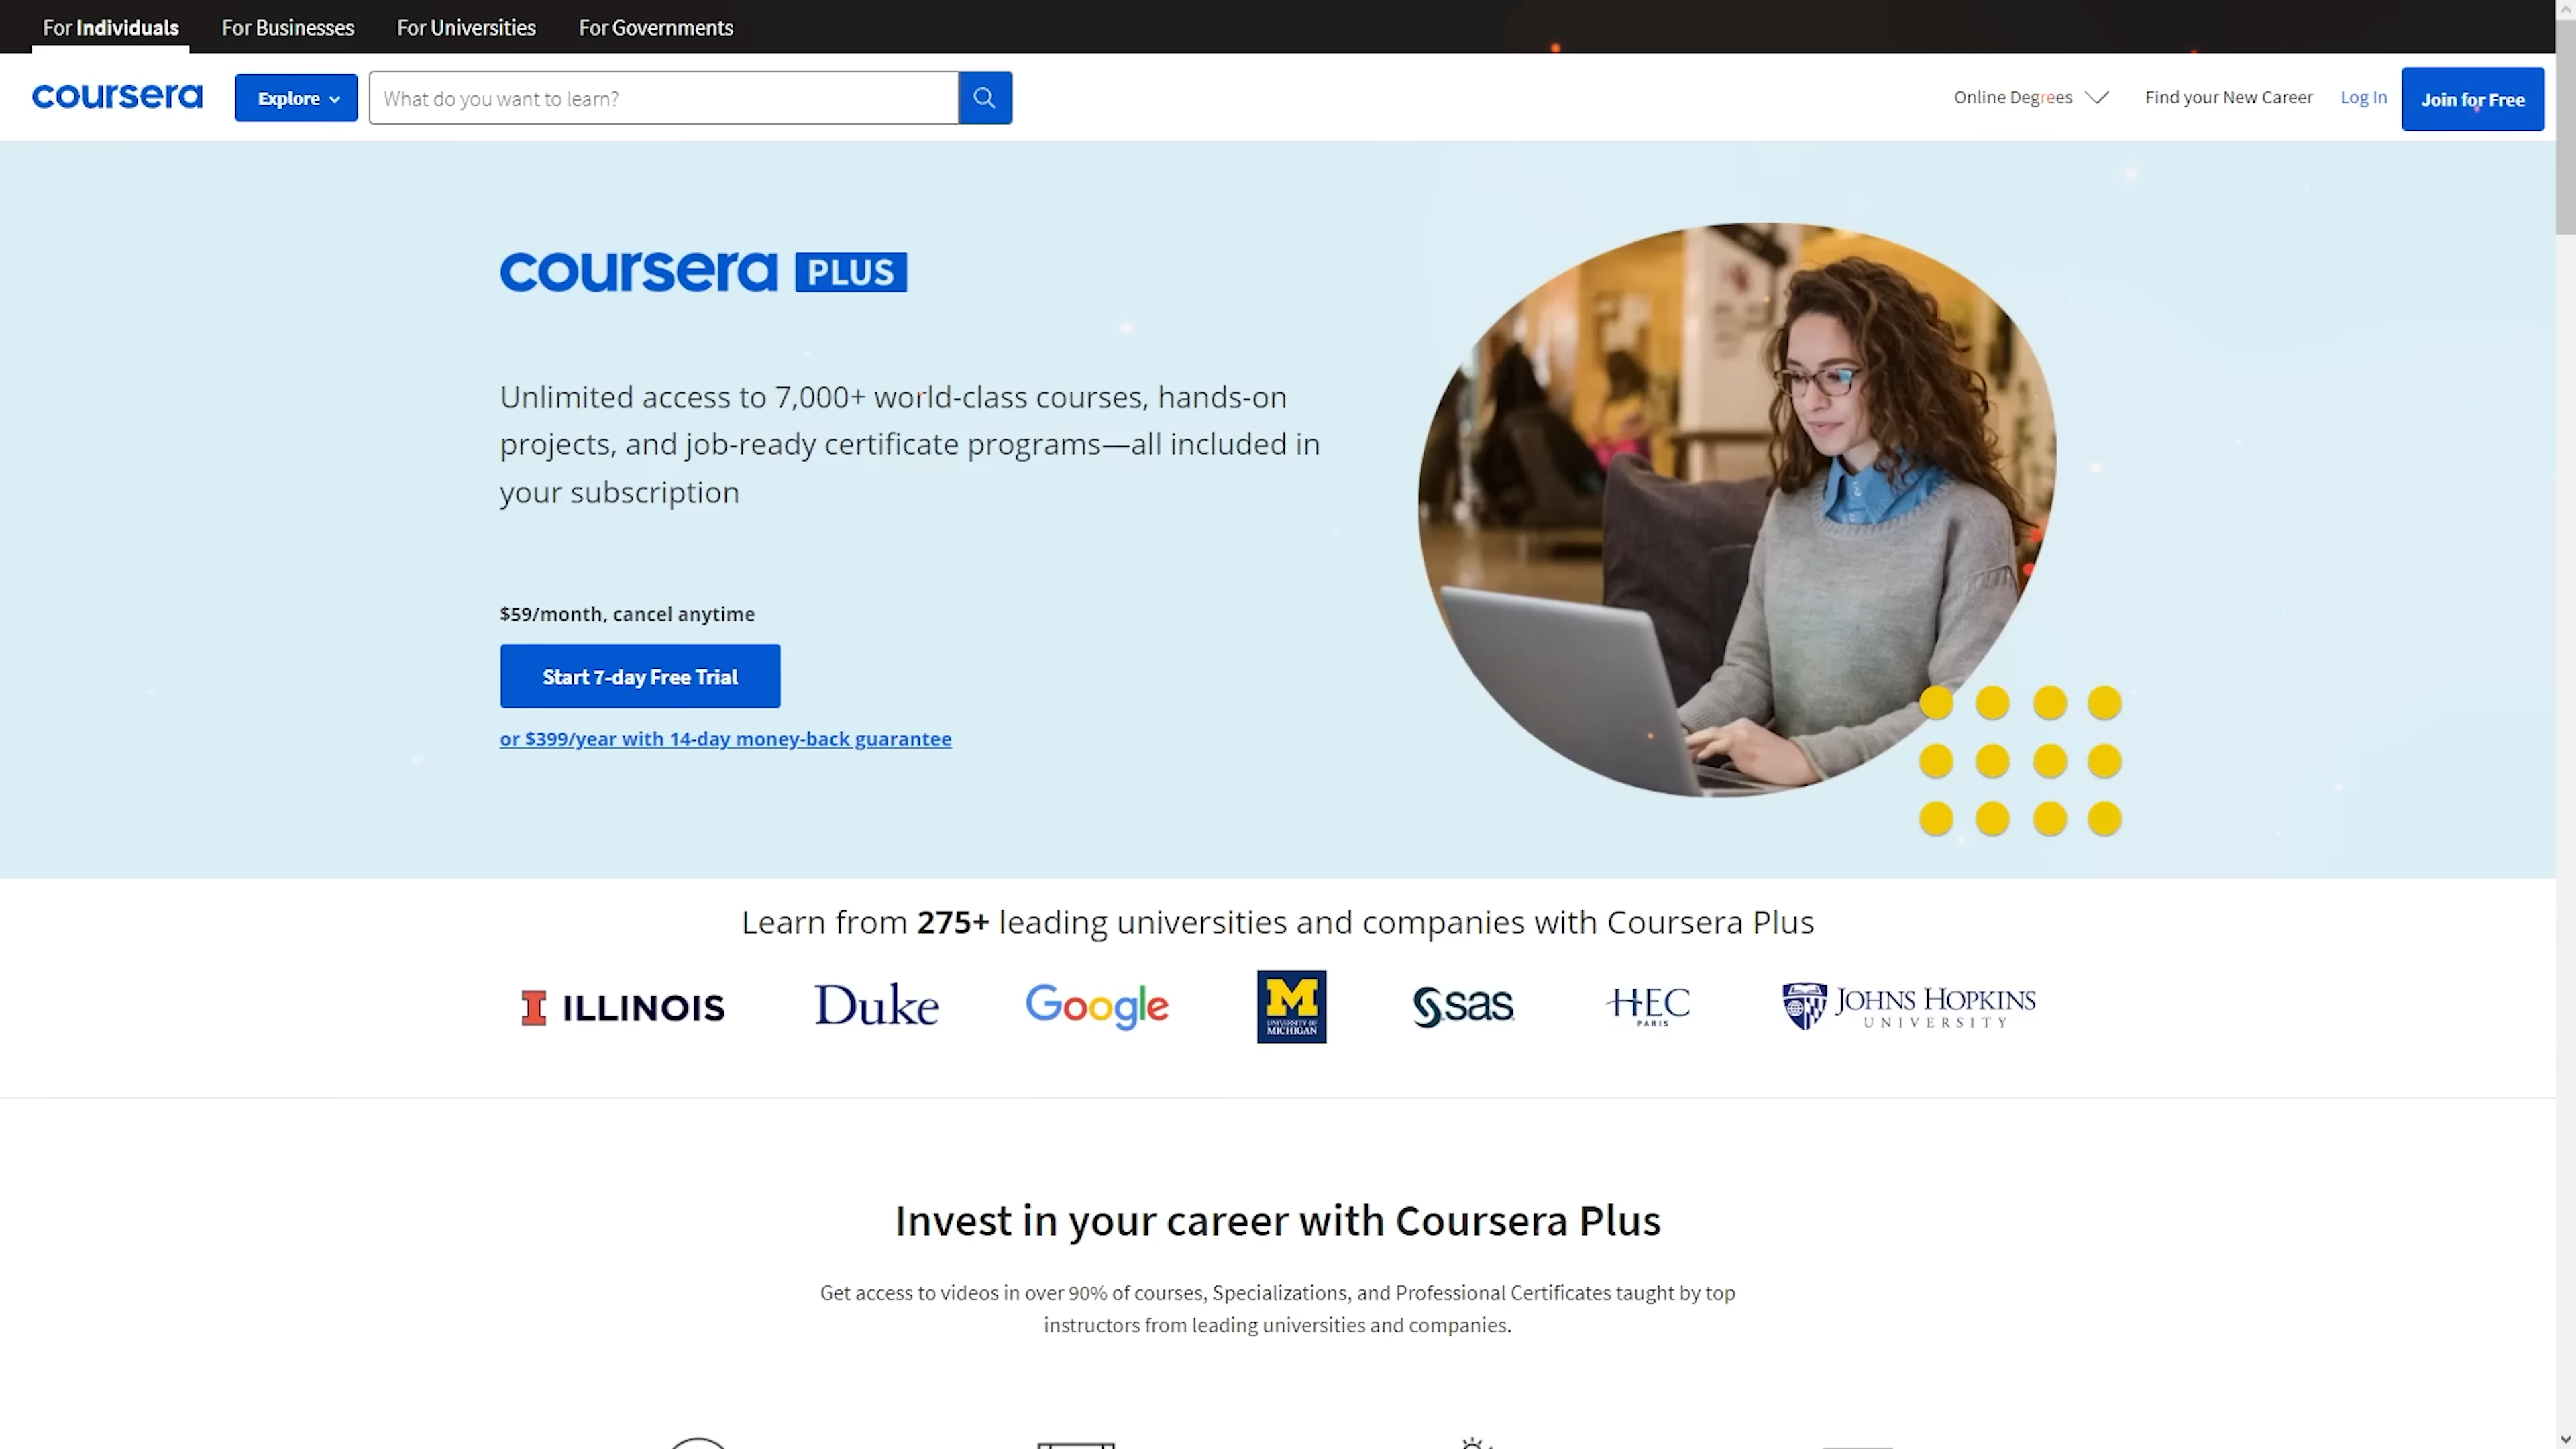 For Individuals For Businesses For Universities For Governments
coursera Explore What do you want to learn? Online Degrees Find your New Career Log In Join for Free
coursera PLUS
Unlimited access to 7,000+ world-class courses, hands-on
projects, and job-ready certificate programs—all included in
your subscription
$59/month, cancel anytime
Start 7-day Free Trial
or $399/year with 14-day money-back guarantee
Learn from 275+ leading universities and companies with Coursera Plus
I ILLINOIS Duke Google M UNIVERSITY OF MICHIGAN sas HEC PARIS JOHNS HOPKINS UNIVERSITY
Invest in your career with Coursera Plus
Get access to videos in over 90% of courses, Specializations, and Professional Certificates taught by top
instructors from leading universities and companies.